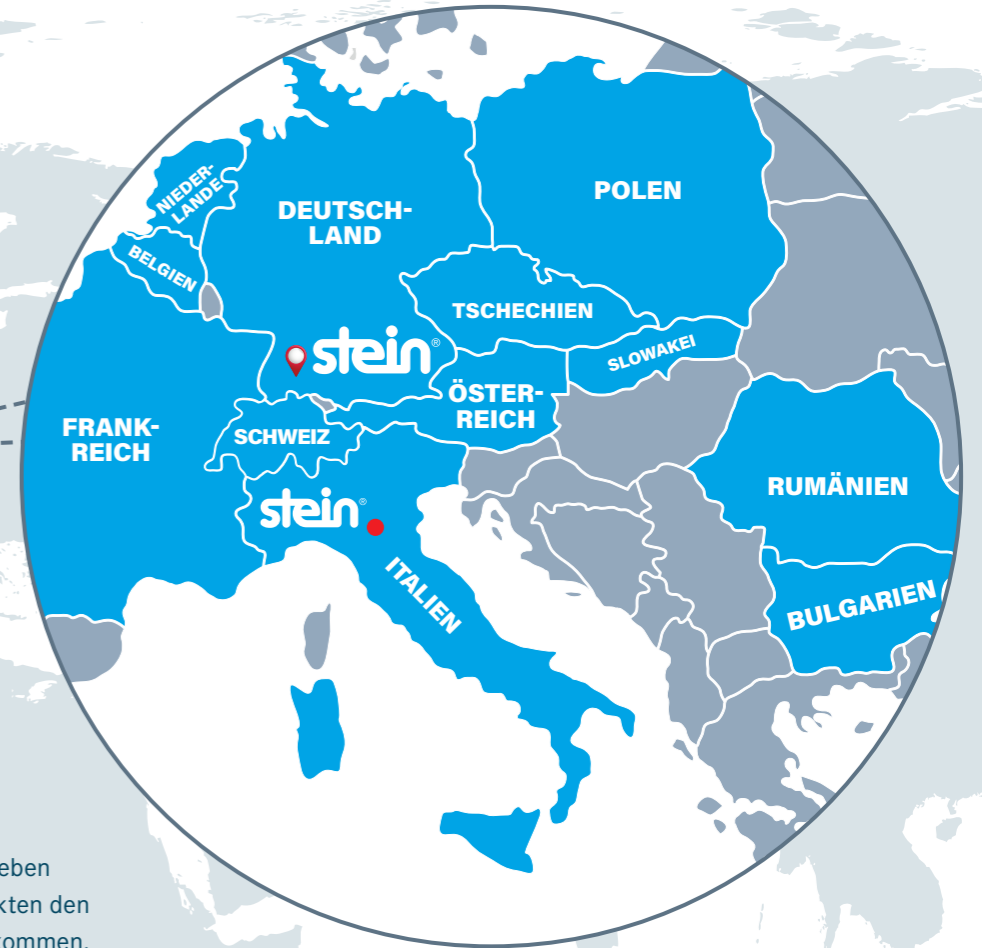 NIEDER-
LANDE
DEUTSCH-
LAND
POLEN
BELGIEN
TSCHECHIEN
stein®
SLOWAKEI
ÖSTER-
REICH
FRANK-
REICH
SCHWEIZ
RUMÄNIEN
stein®
ITALIEN
BULGARIEN
eben
kten den
kommen.